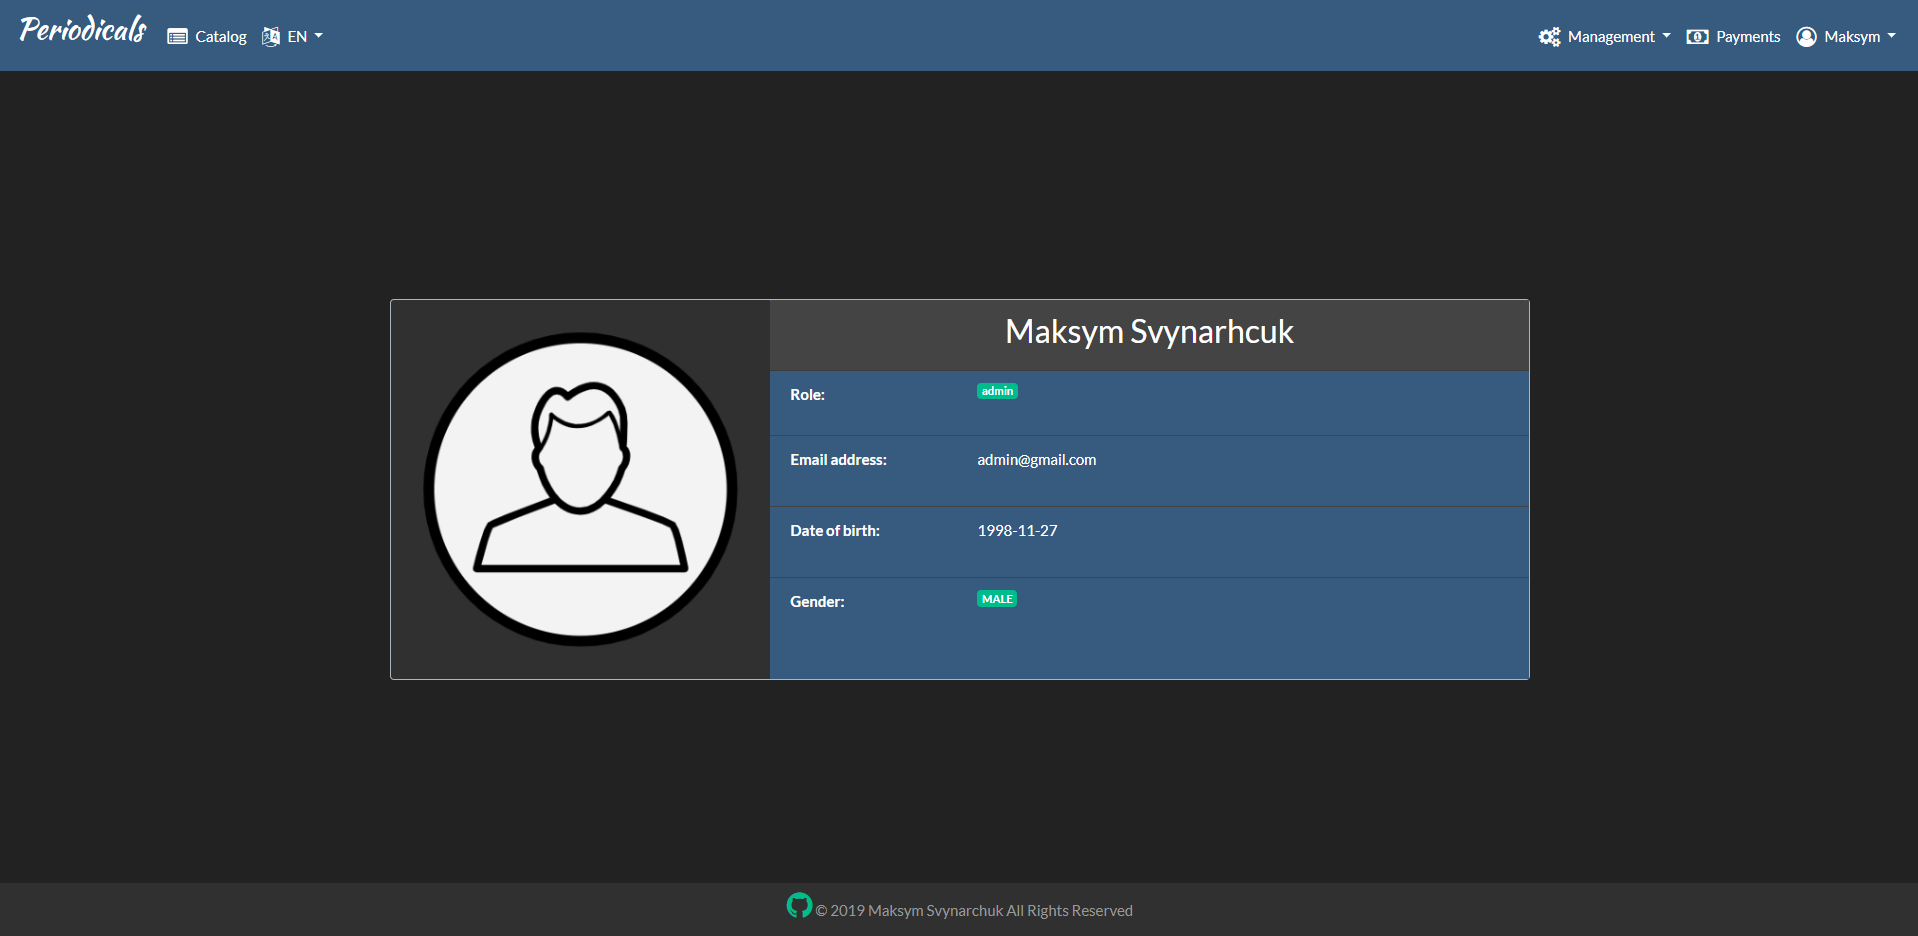 Periodicals Catalog EN Management Payments Maksym
Maksym Svynarhcuk
Role: admin
Email address: admin@gmail.com
Date of birth: 1998-11-27
Gender: MALE
© 2019 Maksym Svynarchuk All Rights Reserved